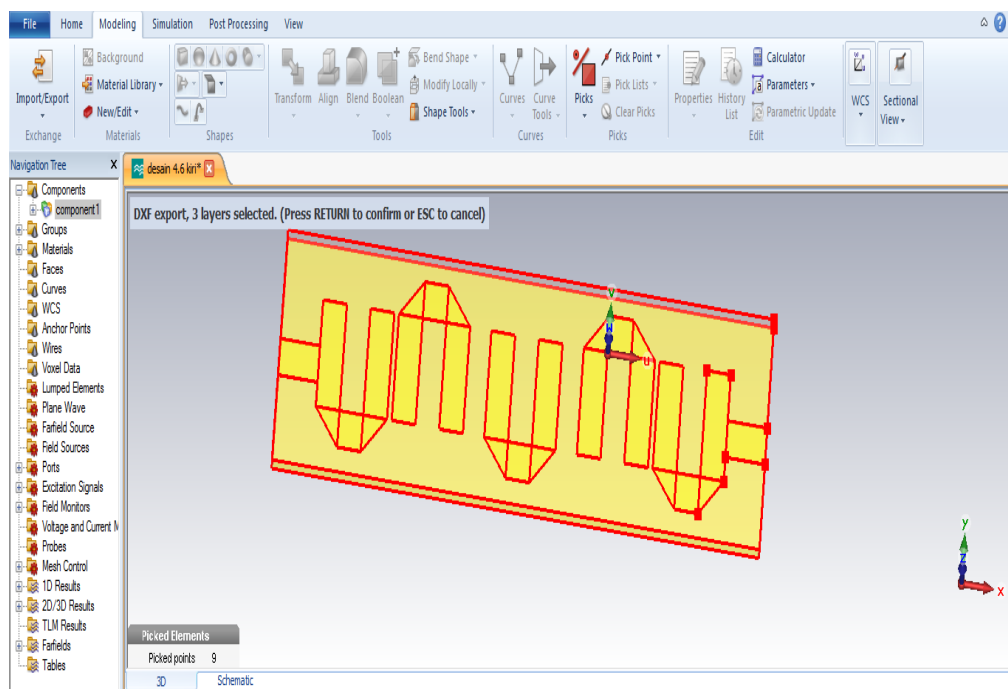 File Home Modeling Simulation Post Processing View
Background
Material Library
New/Edit
Import/Export
Exchange
Materials
Shapes
Transform Align Blend Boolean
Bend Shape
Modify Locally
Shape Tools
Tools
Curves Curve Tools
Curves
Picks
Pick Point
Pick Lists
Clear Picks
Picks
Properties History List
Calculator
Parameters
Parametric Update
Edit
WCS
Sectional View
Navigation Tree X
desain 4.6 kiri*
Components
component1
Groups
Materials
Faces
Curves
WCS
Anchor Points
Wires
Voxel Data
Lumped Elements
Plane Wave
Farfield Source
Field Sources
Ports
Excitation Signals
Field Monitors
Voltage and Current M
Probes
Mesh Control
1D Results
2D/3D Results
TLM Results
Farfields
Tables
DXF export, 3 layers selected. (Press RETURN to confirm or ESC to cancel)
v
w
u
y
z
x
Picked Elements
Picked points 9
3D Schematic